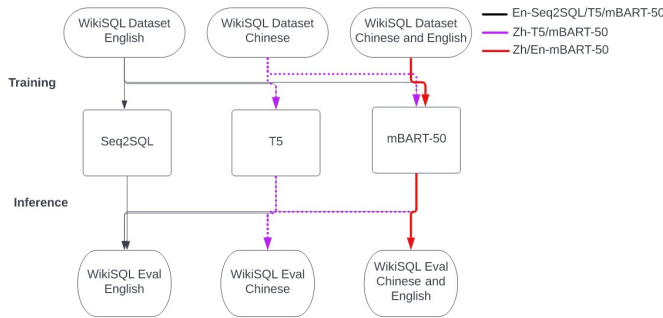 WikiSQL Dataset
English
WikiSQL Dataset
Chinese
WikiSQL Dataset
Chinese and English
En-Seq2SQL/T5/mBART-50
Zh-T5/mBART-50
Zh/En-mBART-50
Training
Seq2SQL
T5
mBART-50
Inference
WikiSQL Eval
English
WikiSQL Eval
Chinese
WikiSQL Eval
Chinese and
English